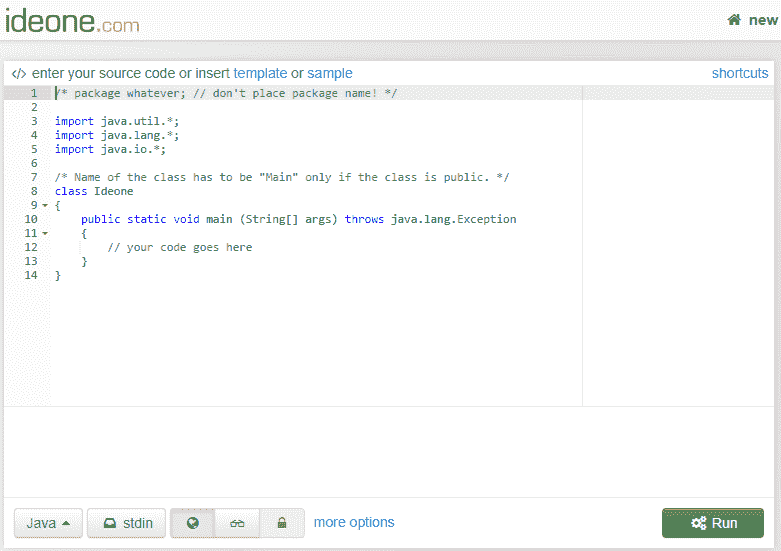 ideone.com
new
</> enter your source code or insert template or sample
shortcuts
1 /* package whatever; // don't place package name! */
2
3 import java.util.*;
4 import java.lang.*;
5 import java.io.*;
6
7 /* Name of the class has to be "Main" only if the class is public. */
8 class Ideone
9 {
10 public static void main (String[] args) throws java.lang.Exception
11 {
12 // your code goes here
13 }
14 }
Java
stdin
more options
Run